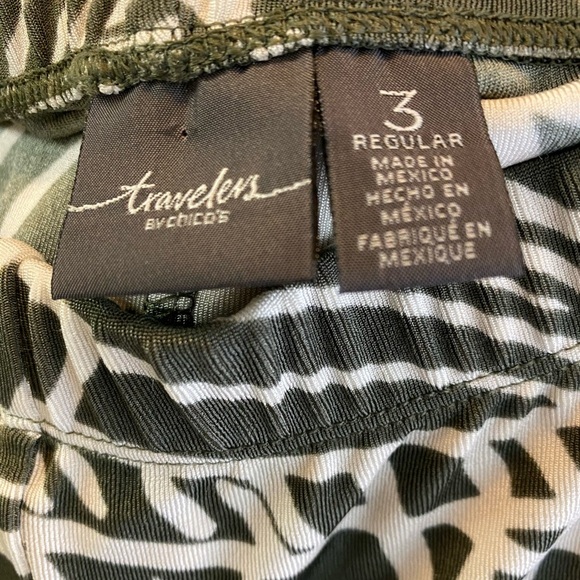 travelers
BY CHICO'S
3
REGULAR
MADE IN
MEXICO
HECHO EN
MÉXICO
FABRIQUÉ EN
MEXIQUE